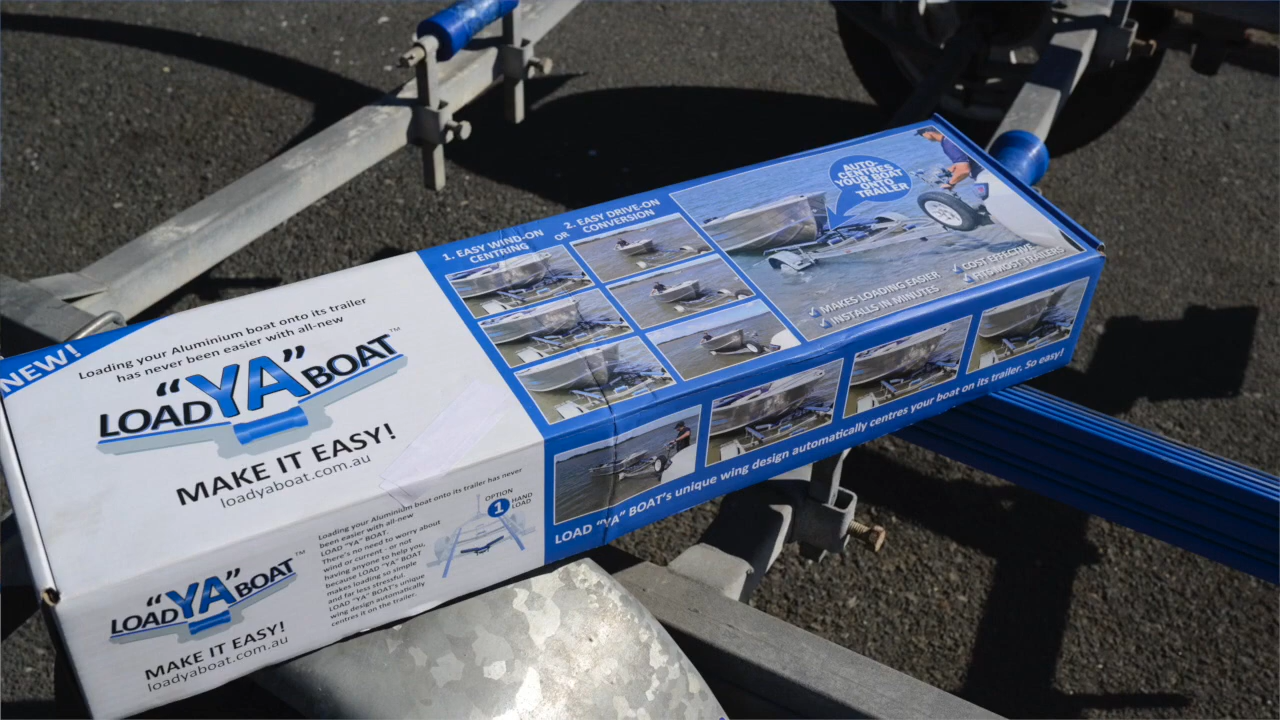 NEW!
Loading your Aluminium boat onto its trailer
has never been easier with all-new
LOAD "YA" BOAT™
MAKE IT EASY!
loadyaboat.com.au
1. EASY WIND-ON
CENTRING
OR
2. EASY DRIVE-ON
CONVERSION
AUTO-
CENTRES
YOUR BOAT
ONTO
TRAILER
✓ MAKES LOADING EASIER
✓ INSTALLS IN MINUTES
✓ COST EFFECTIVE
✓ FITS MOST TRAILERS
LOAD "YA" BOAT's unique wing design automatically centres your boat on its trailer. So easy!
LOAD "YA" BOAT™
MAKE IT EASY!
loadyaboat.com.au
Loading your Aluminium boat onto its trailer has never
been easier with all-new
LOAD "YA" BOAT.
There's no need to worry about
wind or current - or not
having anyone to help you,
because LOAD "YA" BOAT
makes loading so simple
and far less stressful.
LOAD "YA" BOAT's unique
wing design automatically
centres it on the trailer.
OPTION
1 HAND
LOAD